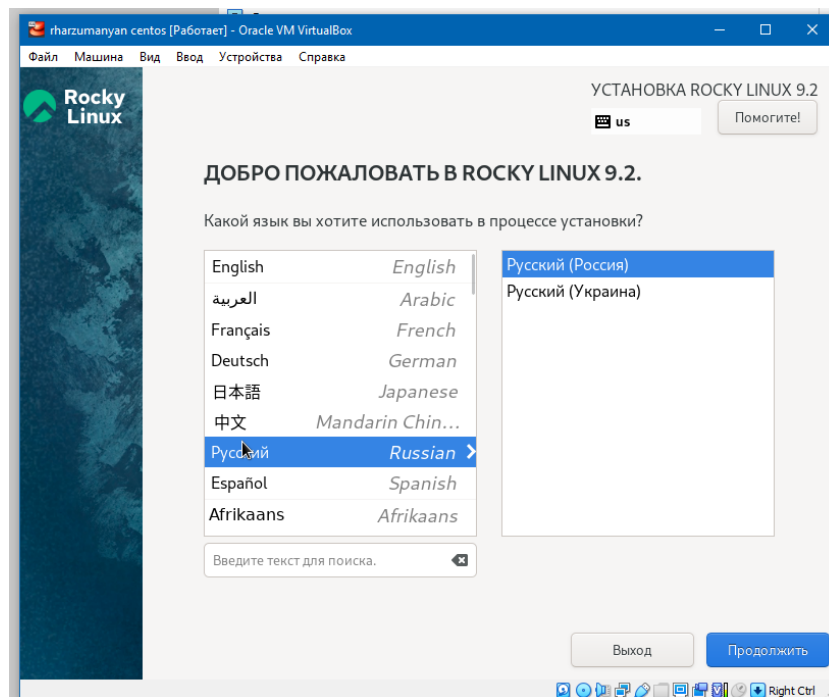 rharzumanyan centos [Работает] - Oracle VM VirtualBox
Файл Машина Вид Ввод Устройства Справка
Rocky
Linux
УСТАНОВКА ROCKY LINUX 9.2
us
Помогите!
ДОБРО ПОЖАЛОВАТЬ В ROCKY LINUX 9.2.
Какой язык вы хотите использовать в процессе установки?
English English
العربية Arabic
Français French
Deutsch German
日本語 Japanese
中文 Mandarin Chin...
Русский Russian
Español Spanish
Afrikaans Afrikaans
Русский (Россия)
Русский (Украина)
Введите текст для поиска.
Выход
Продолжить
Right Ctrl